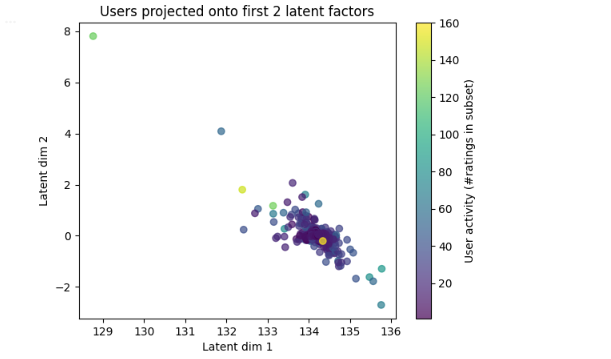 Users projected onto first 2 latent factors
8
6
4
2
0
−2
Latent dim 2
129 130 131 132 133 134 135 136
Latent dim 1
160
140
120
100
80
60
40
20
User activity (#ratings in subset)